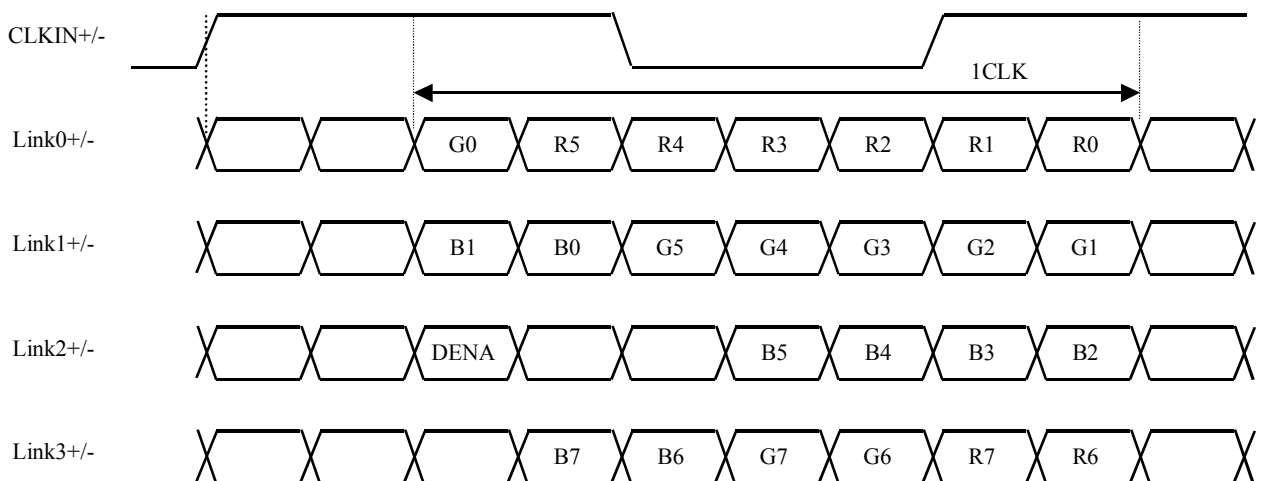 CLKIN+/-
1CLK
Link0+/- G0 R5 R4 R3 R2 R1 R0
Link1+/- B1 B0 G5 G4 G3 G2 G1
Link2+/- DENA B5 B4 B3 B2
Link3+/- B7 B6 G7 G6 R7 R6